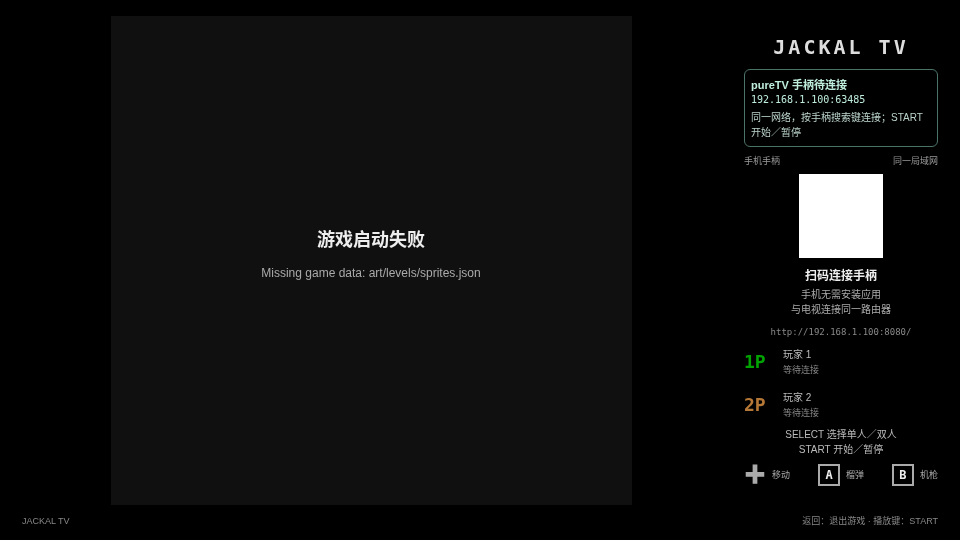 JACKAL TV
pureTV 手柄待连接
192.168.1.100:63485
同一网络，按手柄搜索键连接；START
开始／暂停
手机手柄 同一局域网
游戏启动失败
Missing game data: art/levels/sprites.json
扫码连接手柄
手机无需安装应用
与电视连接同一路由器
http://192.168.1.100:8080/
1P 玩家 1
等待连接
2P 玩家 2
等待连接
SELECT 选择单人／双人
START 开始／暂停
移动 A 榴弹 B 机枪
JACKAL TV 返回：退出游戏 · 播放键：START